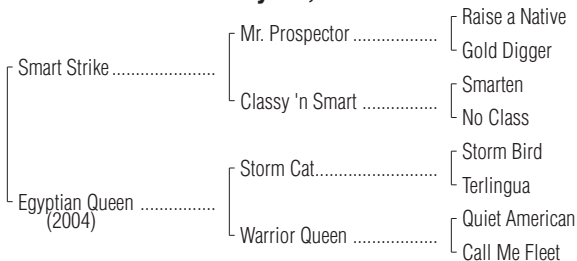 Raise a Native
Mr. Prospector ..................
Gold Digger
Smart Strike......................
Smarten
Classy 'n Smart ................
No Class
Storm Bird
Storm Cat..........................
Terlingua
Egyptian Queen ................
(2004)
Quiet American
Warrior Queen ..................
Call Me Fleet